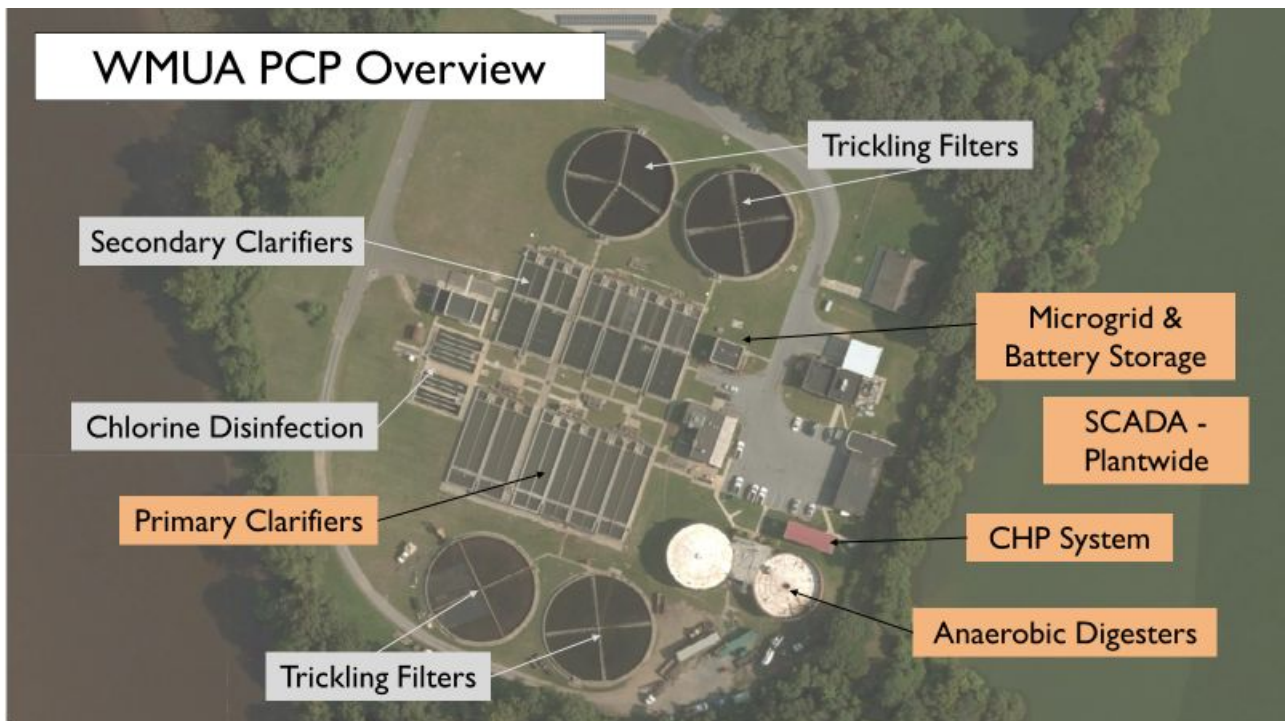 WMUA PCP Overview
Trickling Filters
Secondary Clarifiers
Microgrid &
Battery Storage
Chlorine Disinfection
SCADA -
Plantwide
Primary Clarifiers
CHP System
Anaerobic Digesters
Trickling Filters